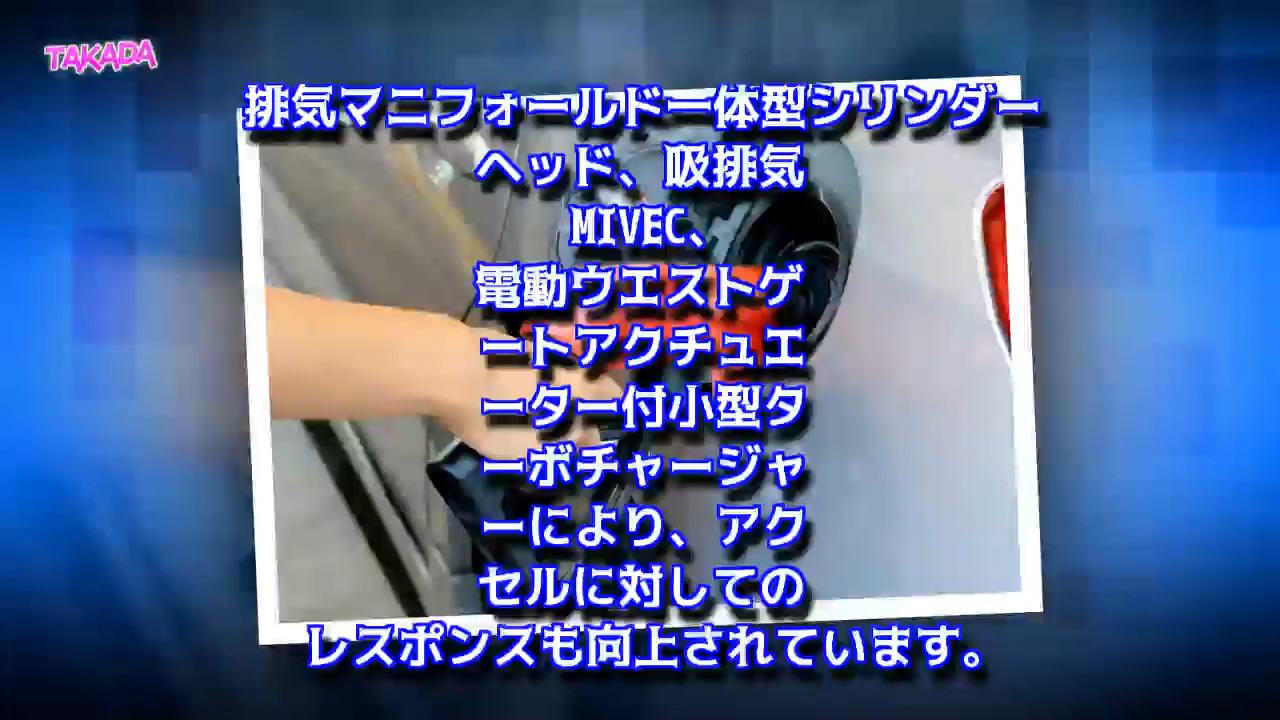 TAKADA
排気マニフォールド一体型シリンダー
ヘッド、吸排気
MIVEC、
電動ウエストゲ
ートアクチュエ
ーター付小型タ
ーボチャージャ
ーにより、アク
セルに対しての
レスポンスも向上されています。